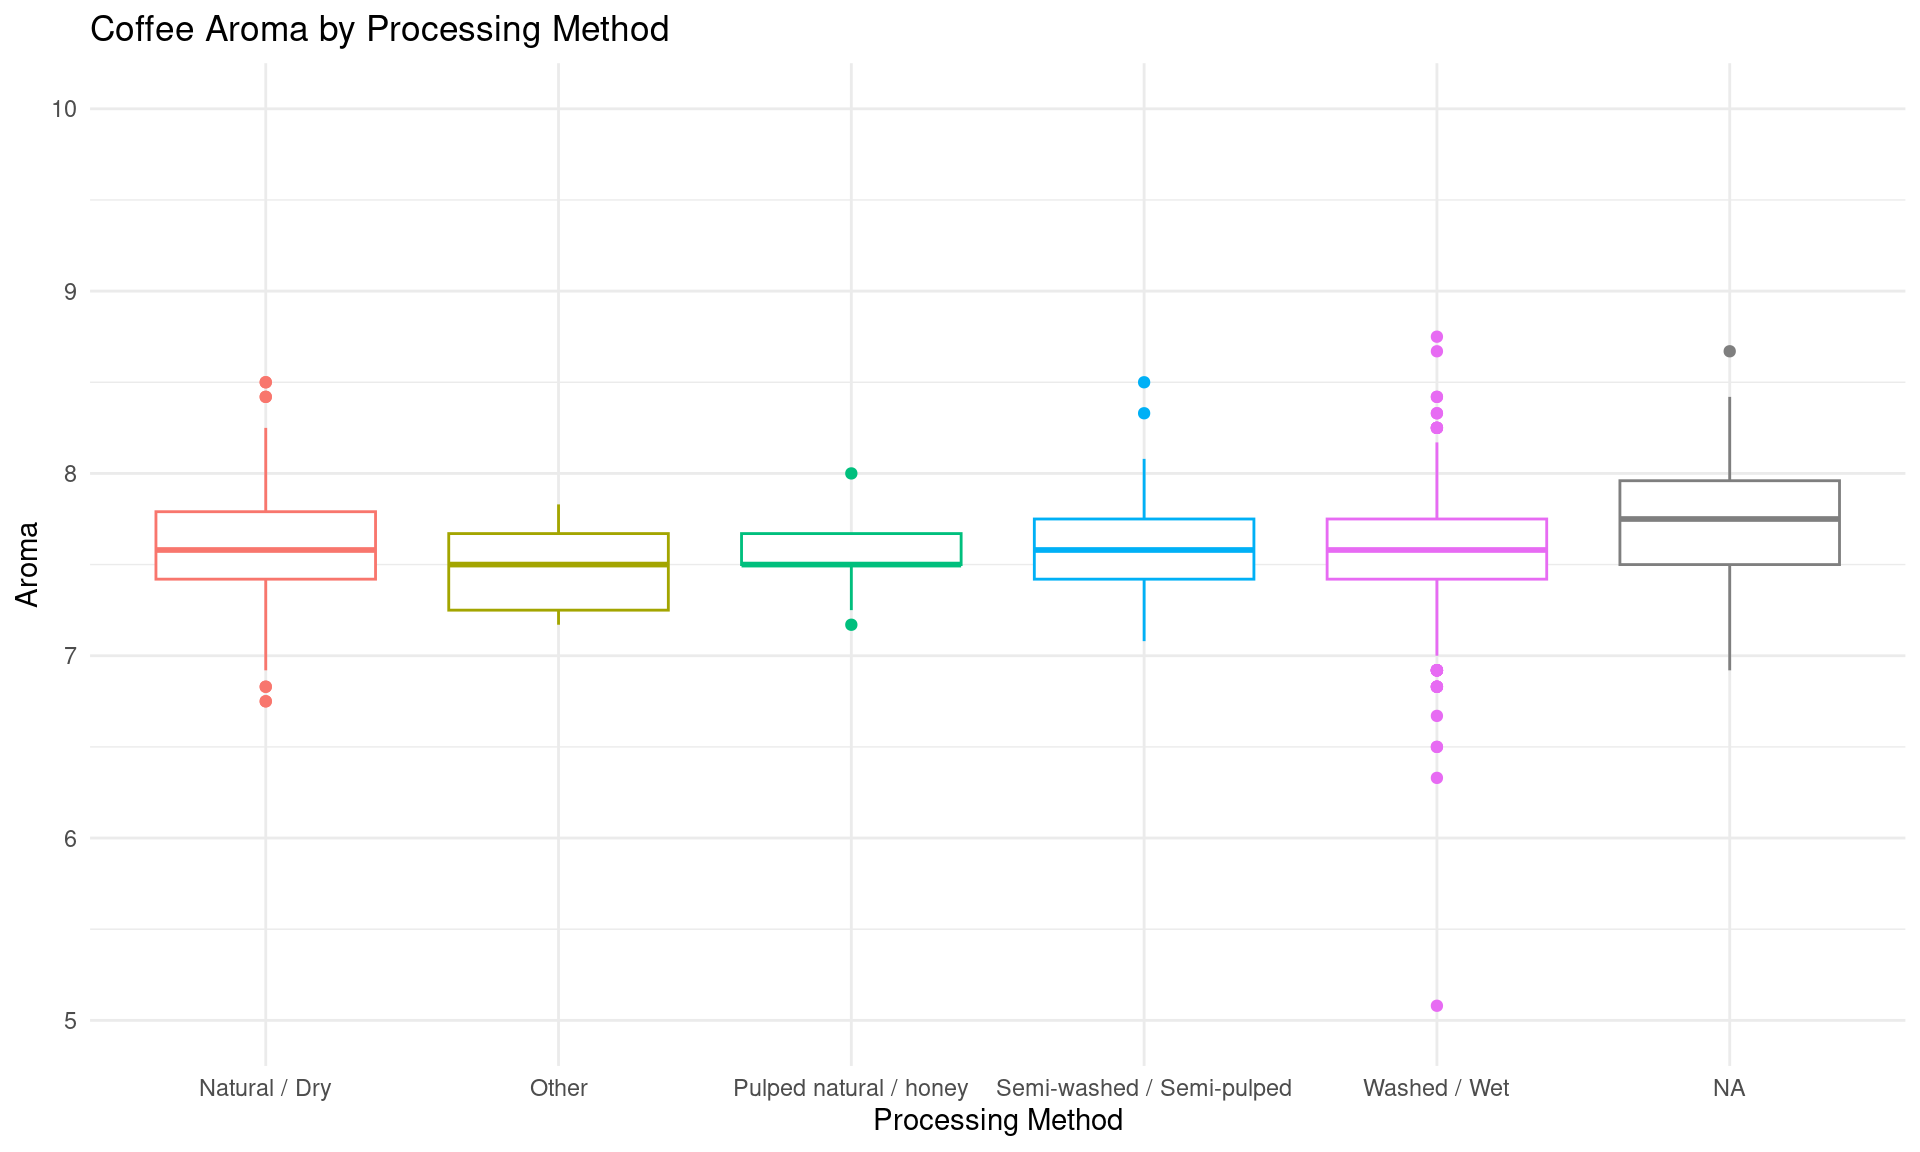 Coffee Aroma by Processing Method
10
9
8
7
6
5
Aroma
Natural / Dry
Other
Pulped natural / honey
Semi-washed / Semi-pulped
Washed / Wet
NA
Processing Method